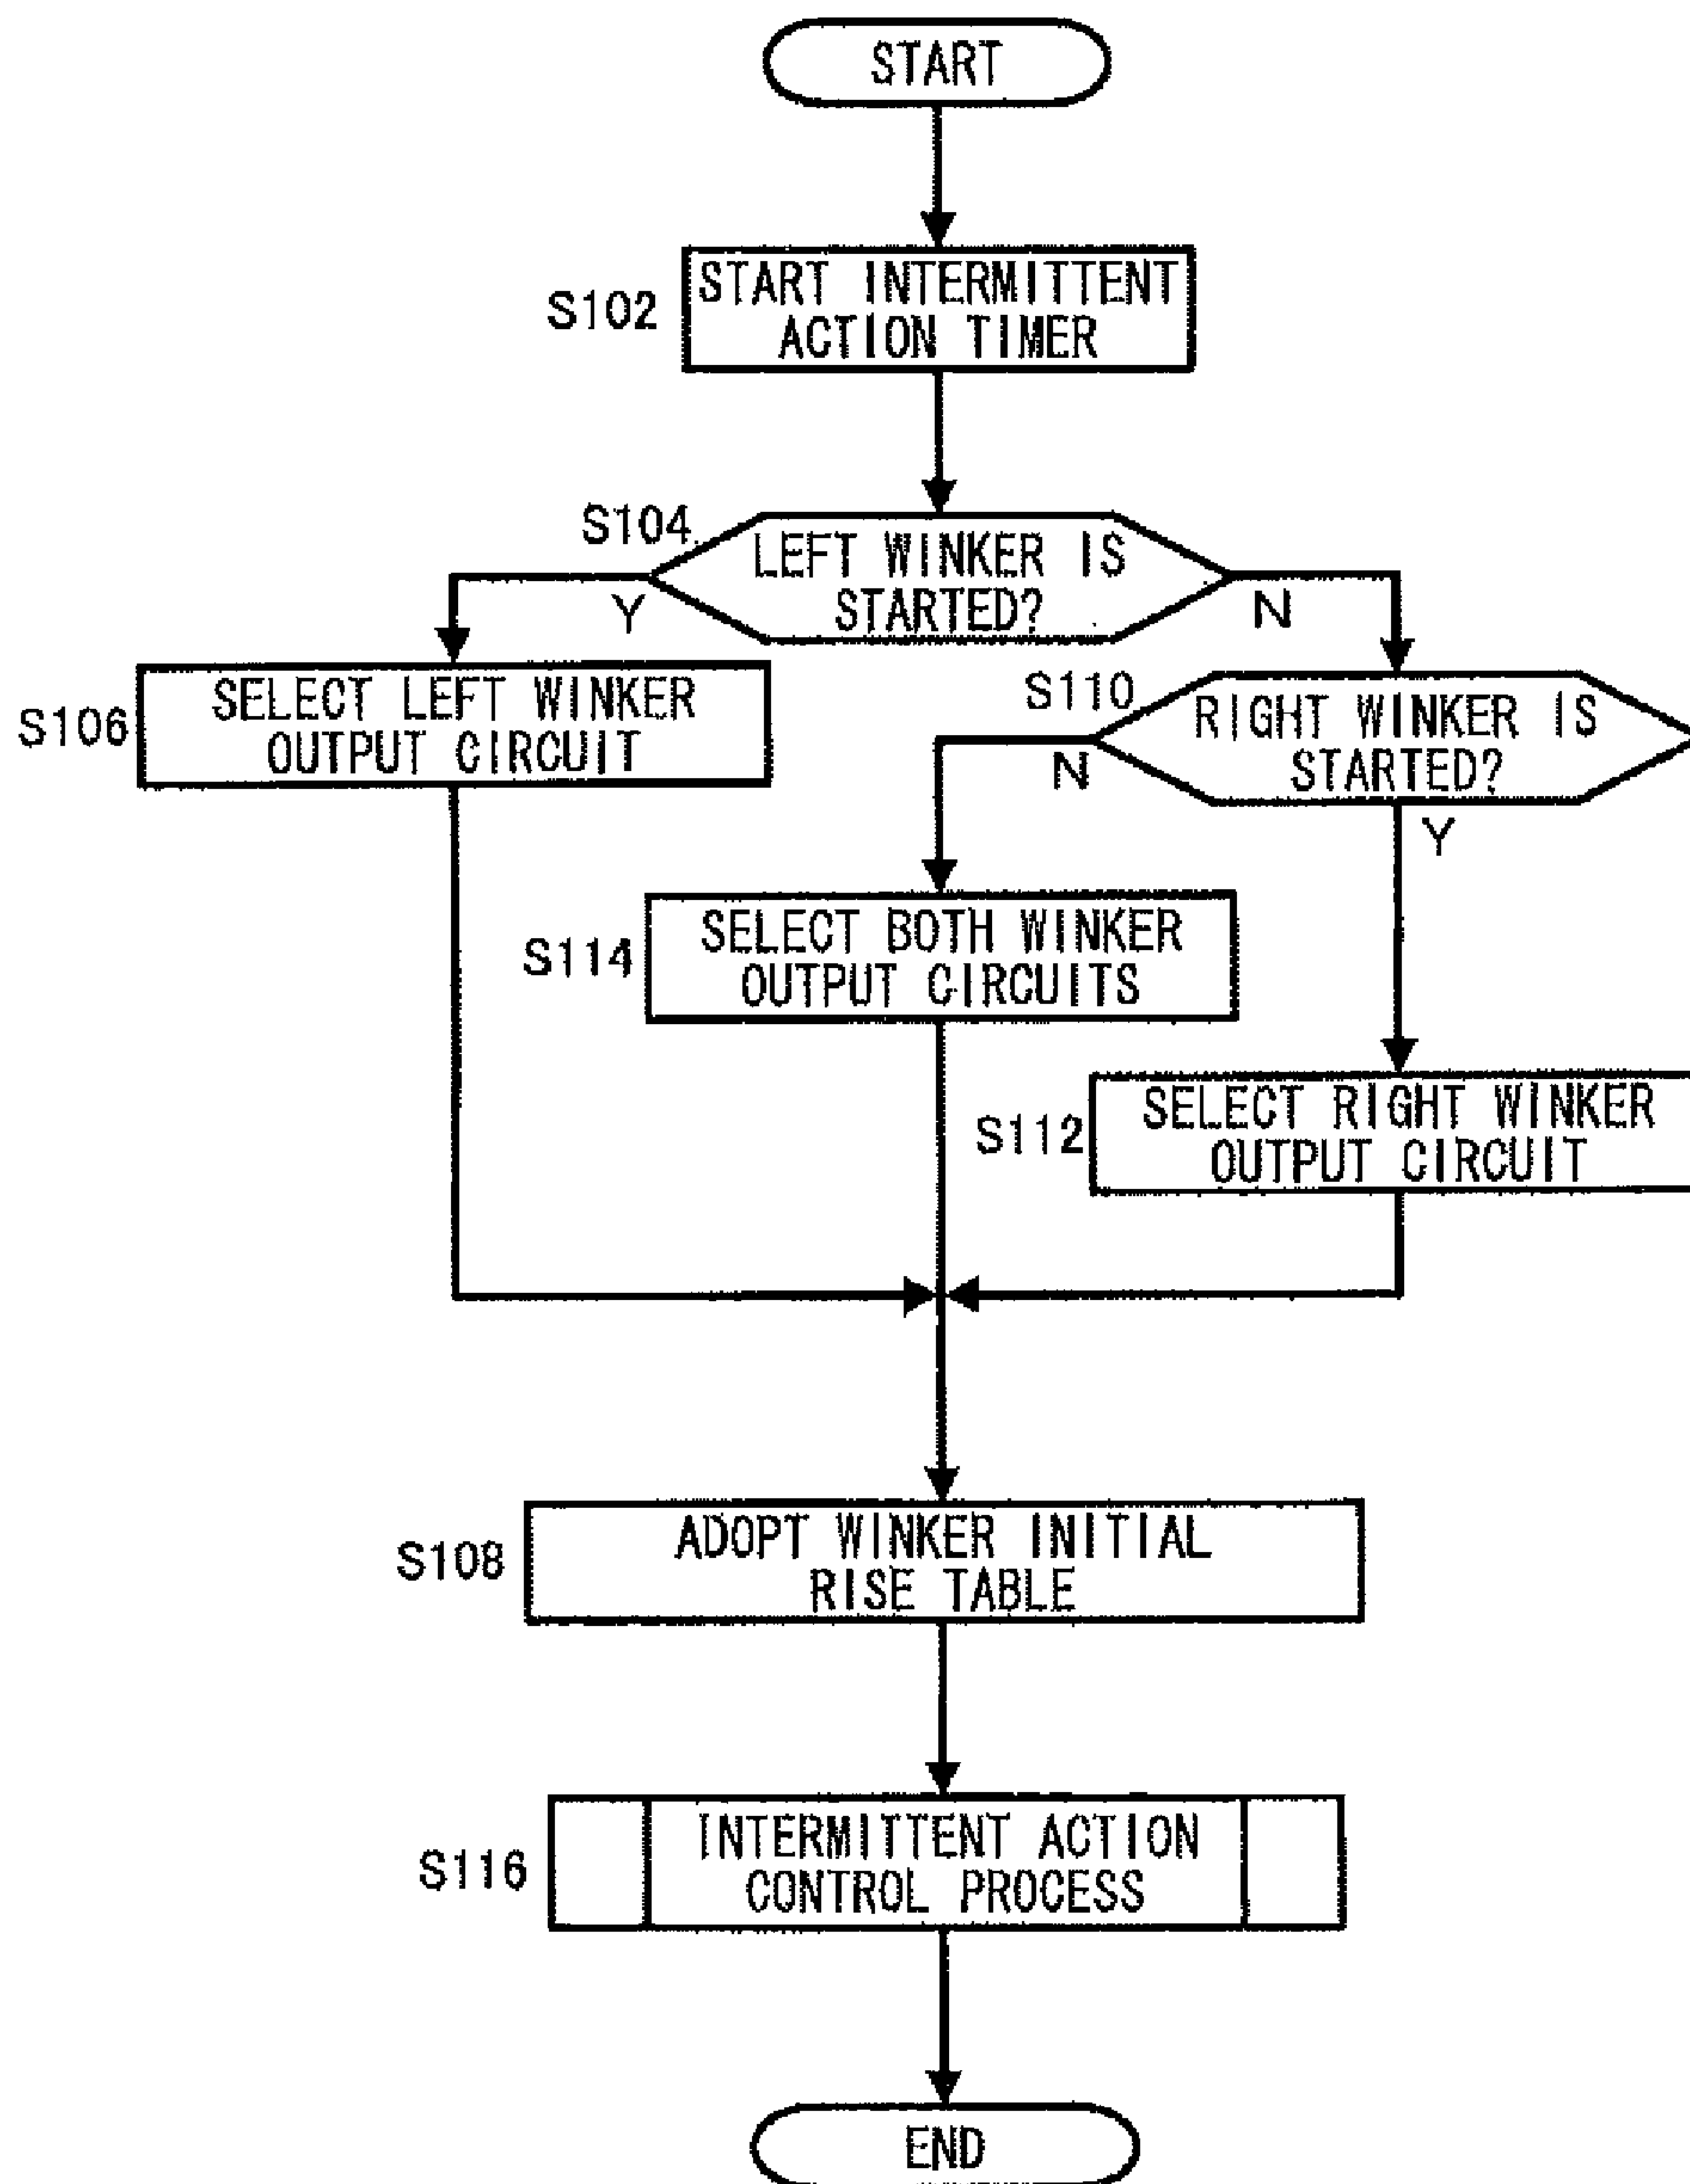 START
S102
START INTERMITTENT
ACTION TIMER
S104
LEFT WINKER IS
STARTED?
Y
N
S106
SELECT LEFT WINKER
OUTPUT CIRCUIT
S110
RIGHT WINKER IS
STARTED?
N
Y
S114
SELECT BOTH WINKER
OUTPUT CIRCUITS
S112
SELECT RIGHT WINKER
OUTPUT CIRCUIT
S108
ADOPT WINKER INITIAL
RISE TABLE
S116
INTERMITTENT ACTION
CONTROL PROCESS
END